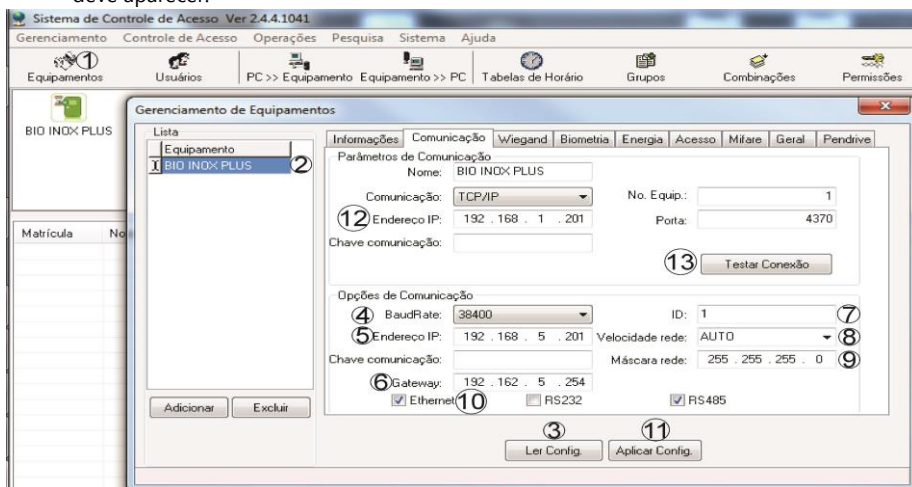 deve aparecer.
Sistema de Controle de Acesso Ver 2.4.4.1041
Gerenciamento Controle de Acesso Operações Pesquisa Sistema Ajuda
1
Equipamentos Usuários PC >> Equipamento Equipamento >> PC Tabelas de Horário Grupos Combinações Permissões
BIO INOX PLUS
Matrícula No
Gerenciamento de Equipamentos
Lista
Equipamento
BIO INOX PLUS 2
Adicionar Excluir
Informações Comunicação Wiegand Biometria Energia Acesso Mifare Geral Pendrive
Parâmetros de Comunicação
Nome: BIO INOX PLUS
Comunicação: TCP/IP No. Equip.: 1
12 Endereço IP: 192 . 168 . 1 . 201 Porta: 4370
Chave comunicação:
13 Testar Conexão
Opções de Comunicação
4 BaudRate: 38400 ID: 1 7
5 Endereço IP: 192 . 168 . 5 . 201 Velocidade rede: AUTO 8
Chave comunicação: Máscara rede: 255 . 255 . 255 . 0 9
6 Gateway: 192 . 162 . 5 . 254
Ethernet 10 RS232 RS485
3 11
Ler Config. Aplicar Config.